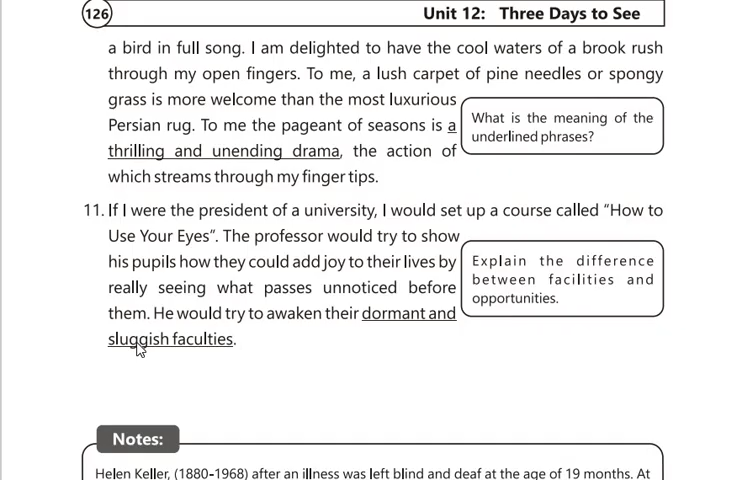 126
Unit 12: Three Days to See
a bird in full song. I am delighted to have the cool waters of a brook rush
through my open fingers. To me, a lush carpet of pine needles or spongy
grass is more welcome than the most luxurious
Persian rug. To me the pageant of seasons is a
thrilling and unending drama, the action of
which streams through my finger tips.
What is the meaning of the
underlined phrases?
11. If I were the president of a university, I would set up a course called “How to
Use Your Eyes”. The professor would try to show
his pupils how they could add joy to their lives by
really seeing what passes unnoticed before
them. He would try to awaken their dormant and
sluggish faculties.
Explain the difference
between facilities and
opportunities.
Notes:
Helen Keller, (1880-1968) after an illness was left blind and deaf at the age of 19 months. At